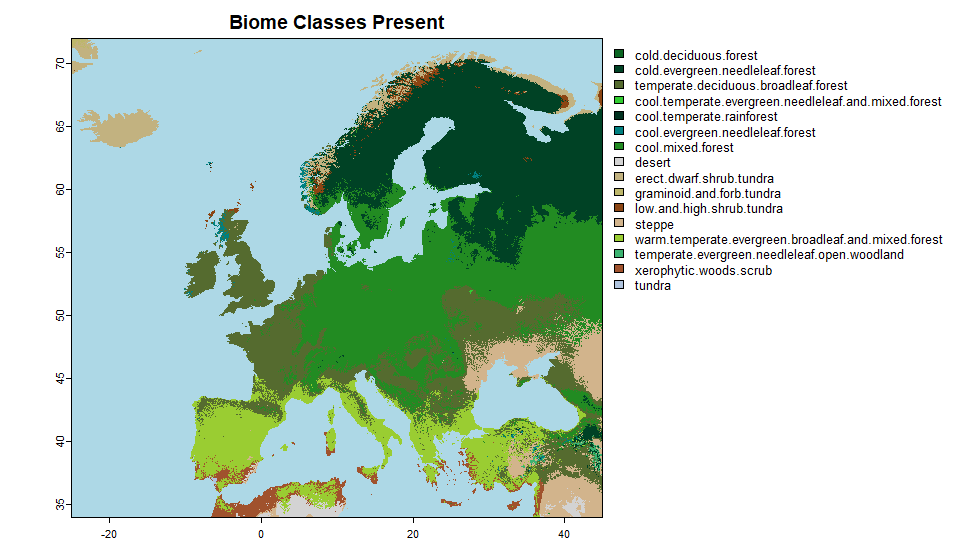 Biome Classes Present
cold.deciduous.forest
cold.evergreen.needleleaf.forest
temperate.deciduous.broadleaf.forest
cool.temperate.evergreen.needleleaf.and.mixed.forest
cool.temperate.rainforest
cool.evergreen.needleleaf.forest
cool.mixed.forest
desert
erect.dwarf.shrub.tundra
graminoid.and.forb.tundra
low.and.high.shrub.tundra
steppe
warm.temperate.evergreen.broadleaf.and.mixed.forest
temperate.evergreen.needleleaf.open.woodland
xerophytic.woods.scrub
tundra
70
65
60
55
50
45
40
35
-20
0
20
40